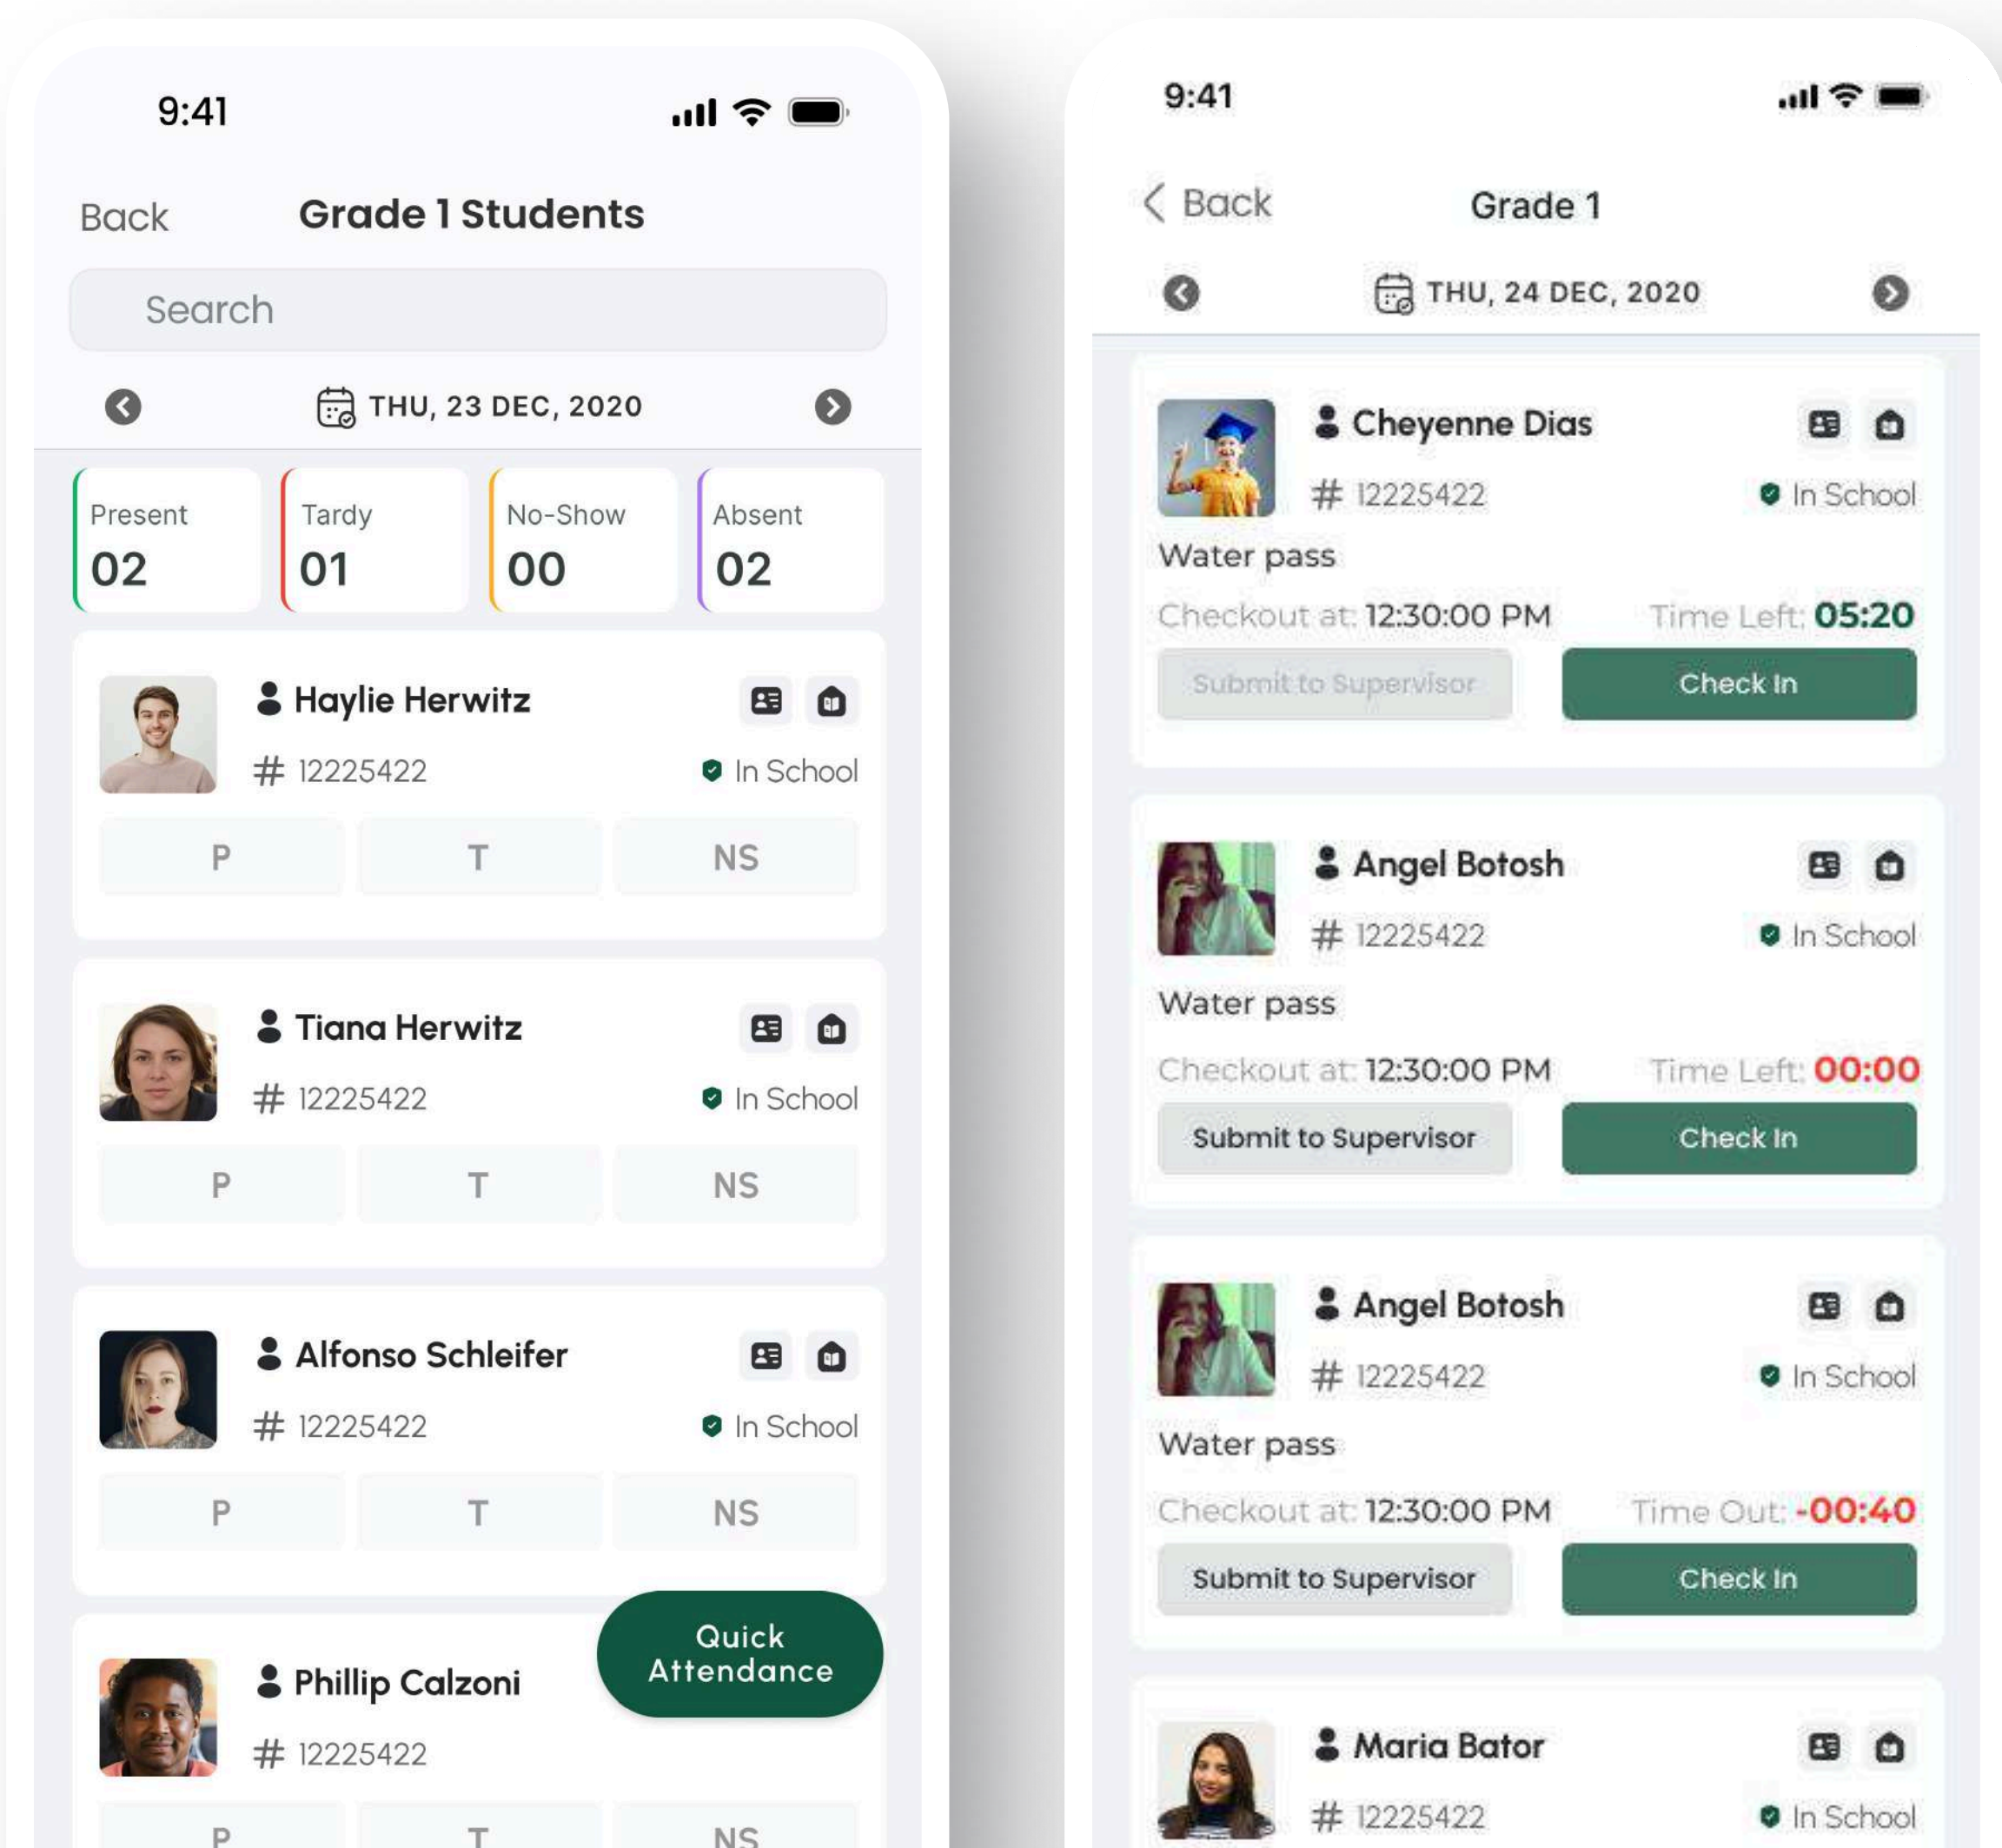 9:41
Back
Grade 1 Students
Search
THU, 23 DEC, 2020
Present
Tardy
No-Show
Absent
02
01
00
02
Haylie Herwitz
# 12225422
In School
P
T
NS
Tiana Herwitz
# 12225422
In School
P
T
NS
Alfonso Schleifer
# 12225422
In School
P
T
NS
Phillip Calzoni
# 12225422
Quick
Attendance
P
T
NS
9:41
Back
Grade 1
THU, 24 DEC, 2020
Cheyenne Dias
# 12225422
In School
Water pass
Checkout at: 12:30:00 PM
Time Left: 05:20
Submit to Supervisor
Check In
Angel Botosh
# 12225422
In School
Water pass
Checkout at: 12:30:00 PM
Time Left: 00:00
Submit to Supervisor
Check In
Angel Botosh
# 12225422
In School
Water pass
Checkout at: 12:30:00 PM
Time Out: -00:40
Submit to Supervisor
Check In
Maria Bator
# 12225422
In School